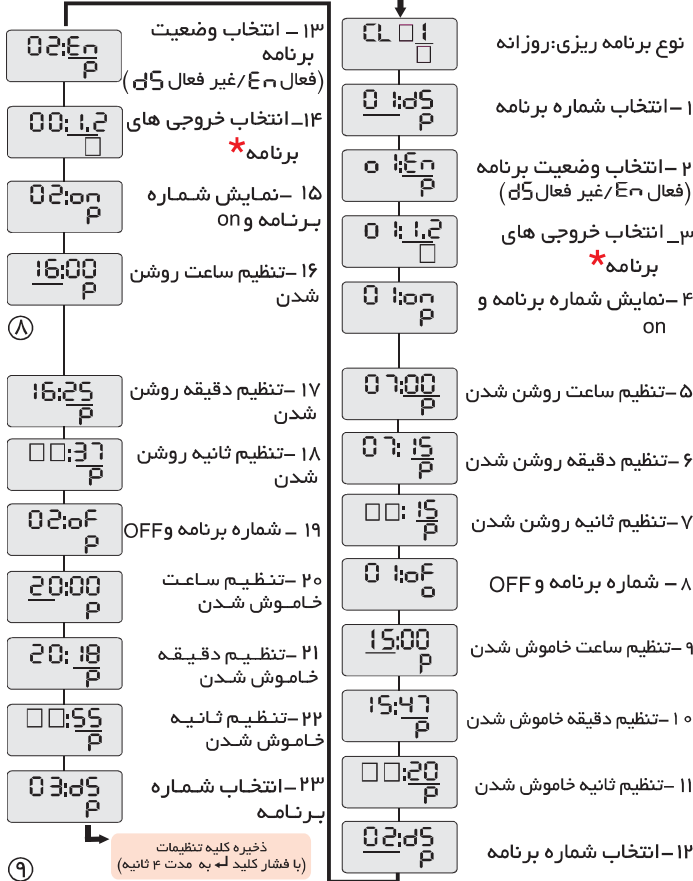 CL □1
□
نوع برنامه ریزی:روزانه
01:dS
P
۱-انتخاب شماره برنامه
01:En
P
۲-انتخاب وضعیت برنامه
(فعال En/غیر فعال dS)
01:1,2
□
۳_ انتخاب خروجی های
برنامه*
01:on
P
۴-نمایش شماره برنامه و
on
07:00
P
۵-تنظیم ساعت روشن شدن
07:15
P
۶-تنظیم دقیقه روشن شدن
□□:15
P
۷-تنظیم ثانیه روشن شدن
01:oF
o
۸- شماره برنامه و OFF
15:00
P
۹-تنظیم ساعت خاموش شدن
15:47
P
۱۰-تنظیم دقیقه خاموش شدن
□□:20
P
۱۱-تنظیم ثانیه خاموش شدن
02:dS
P
۱۲-انتخاب شماره برنامه
02:En
P
۱۳- انتخاب وضعیت
برنامه
(فعال En/غیر فعال dS)
00:1,2
□
۱۴-انتخاب خروجی های
برنامه*
02:on
P
۱۵-نمایش شماره
برنامه و on
16:00
P
۱۶-تنظیم ساعت روشن
شدن
۸
16:25
P
۱۷-تنظیم دقیقه روشن
شدن
□□:37
P
۱۸-تنظیم ثانیه روشن
شدن
02:oF
P
۱۹ - شماره برنامه و OFF
20:00
P
۲۰-تنظیم ساعت
خاموش شدن
20:18
P
۲۱-تنظیم دقیقه
خاموش شدن
□□:55
P
۲۲-تنظیم ثانیه
خاموش شدن
03:dS
P
۲۳-انتخاب شماره
برنامه
ذخیره کلیه تنظیمات
(با فشار کلید ↲ به مدت ۴ ثانیه)
۹